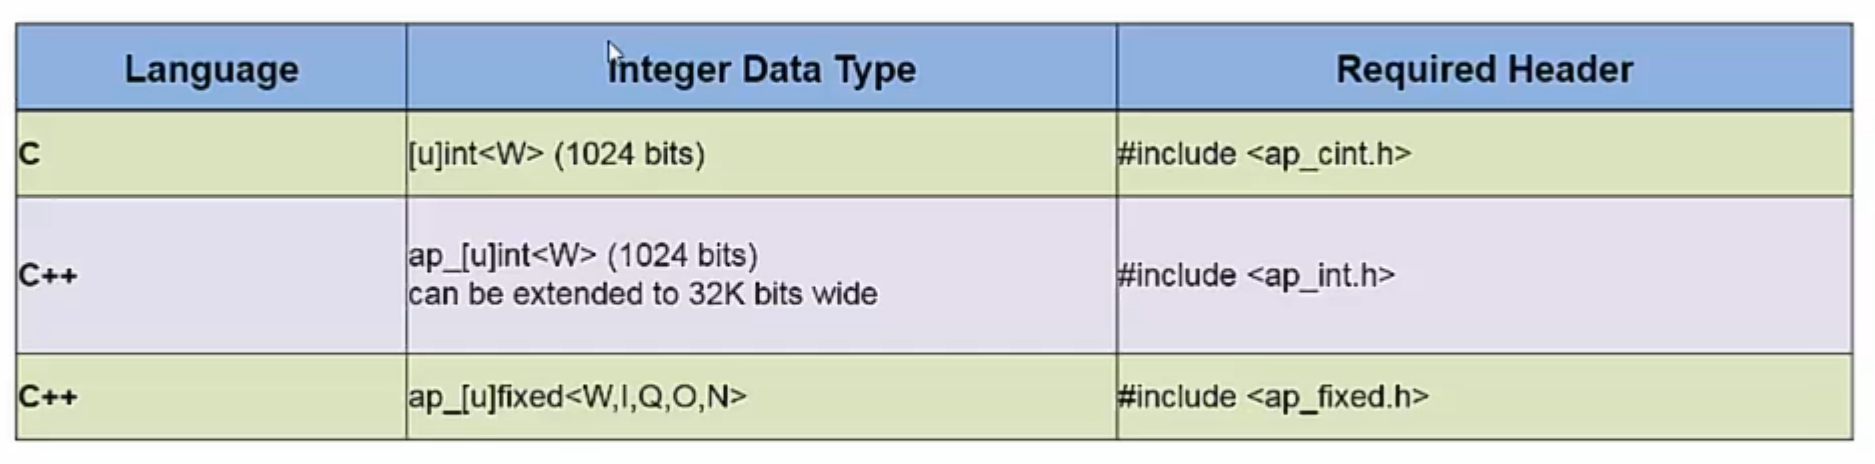 Language Integer Data Type Required Header
C [u]int<W> (1024 bits) #include <ap_cint.h>
C++ ap_[u]int<W> (1024 bits)
can be extended to 32K bits wide #include <ap_int.h>
C++ ap_[u]fixed<W,I,Q,O,N> #include <ap_fixed.h>